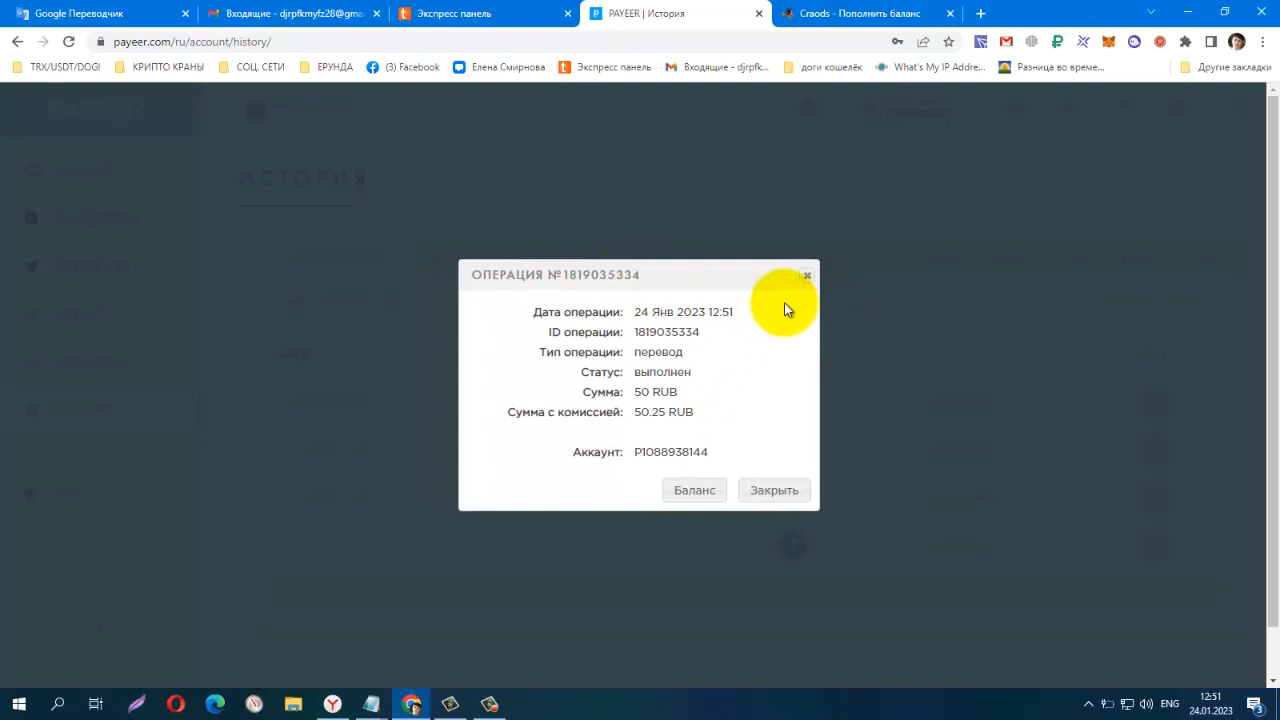 Google Переводчик
Входящие - djrpfkmyfz28@gmai
Экспресс панель
PAYEER | История
Craods - Пополнить баланс
payeer.com/ru/account/history/
TRX/USDT/DOGI
КРИПТО КРАНЫ
СОЦ. СЕТИ
ЕРУНДА
(3) Facebook
Елена Смирнова
Экспресс панель
Входящие - djrpfk...
доги кошелёк
What's My IP Addre...
Разница во време...
Другие закладки
ИСТОРИЯ
ОПЕРАЦИЯ №1819035334
Дата операции: 24 Янв 2023 12:51
ID операции: 1819035334
Тип операции: перевод
Статус: выполнен
Сумма: 50 RUB
Сумма с комиссией: 50.25 RUB
Аккаунт: P1088938144
Баланс
Закрыть
ENG
12:51
24.01.2023
3